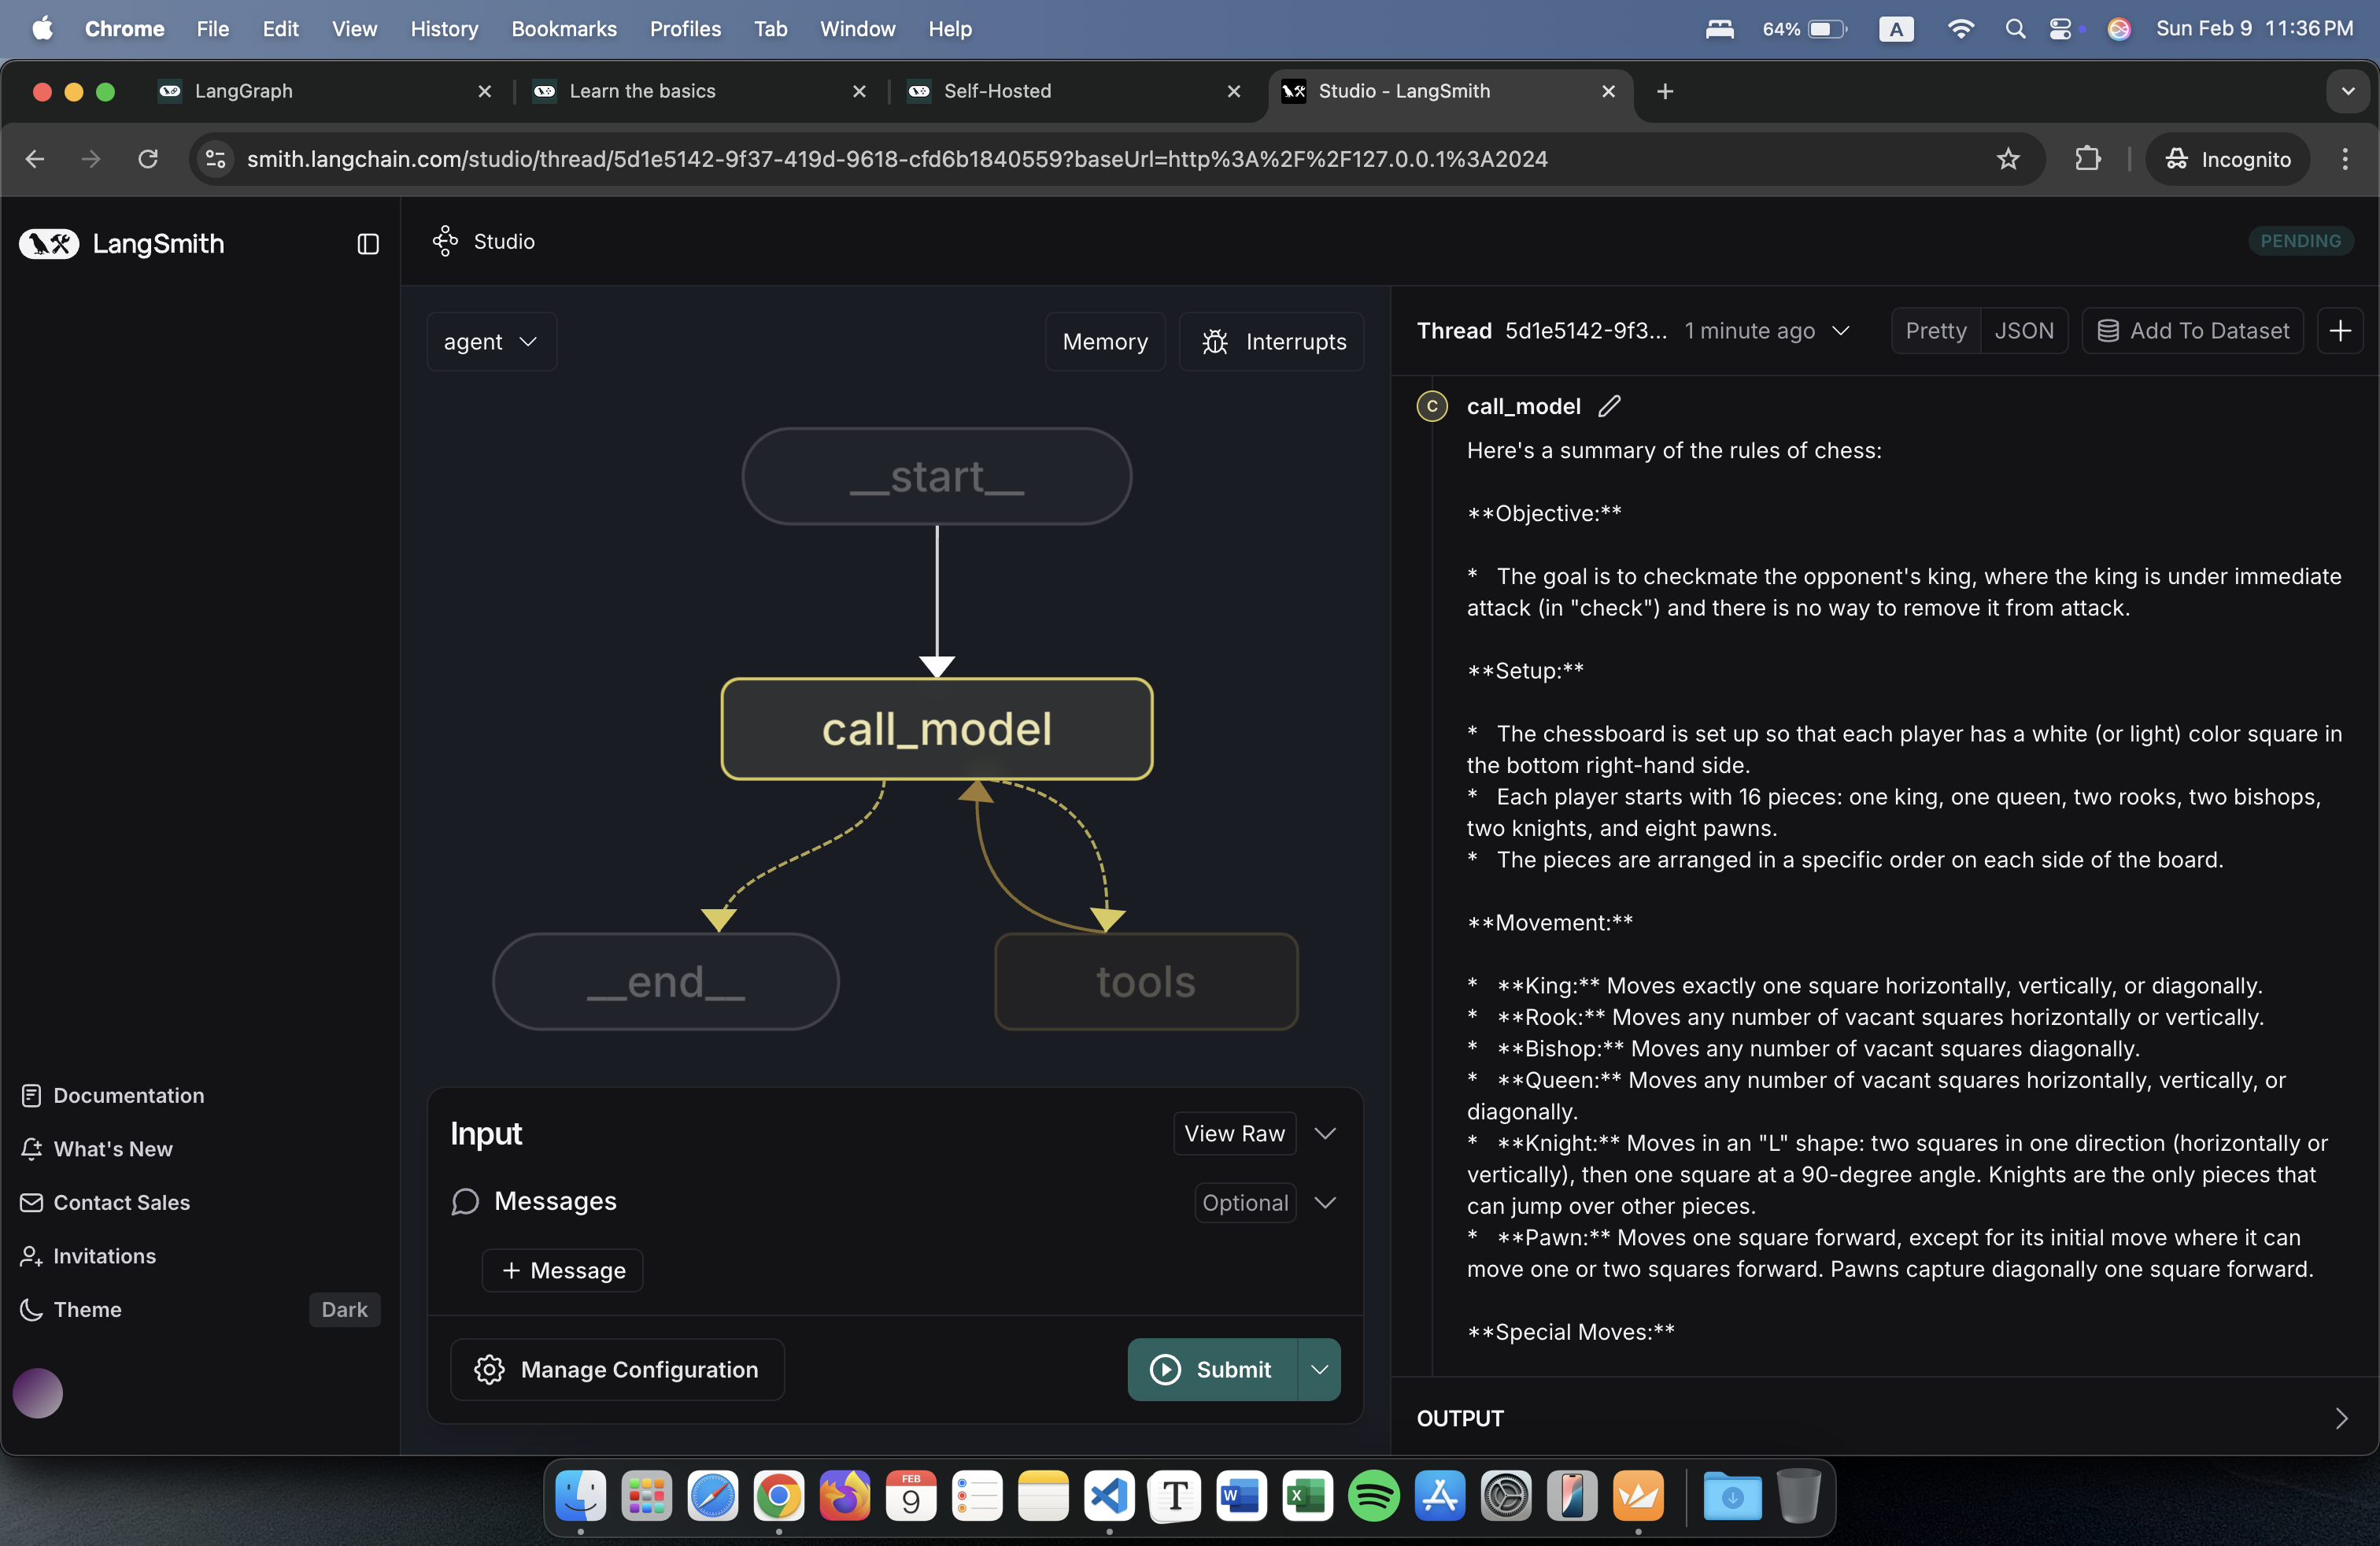 Chrome File Edit View History Bookmarks Profiles Tab Window Help 64% A Sun Feb 9 11:36 PM
LangGraph Learn the basics Self-Hosted Studio - LangSmith
smith.langchain.com/studio/thread/5d1e5142-9f37-419d-9618-cfd6b1840559?baseUrl=http%3A%2F%2F127.0.0.1%3A2024 Incognito
LangSmith
Studio
PENDING
agent
Memory
Interrupts
__start__
call_model
__end__
tools
Input
View Raw
Messages
Optional
+ Message
Manage Configuration
Submit
Documentation
What's New
Contact Sales
Invitations
Theme Dark
Thread 5d1e5142-9f3... 1 minute ago Pretty JSON Add To Dataset
C call_model
Here's a summary of the rules of chess:
**Objective:**
* The goal is to checkmate the opponent's king, where the king is under immediate
attack (in "check") and there is no way to remove it from attack.
**Setup:**
* The chessboard is set up so that each player has a white (or light) color square in
the bottom right-hand side.
* Each player starts with 16 pieces: one king, one queen, two rooks, two bishops,
two knights, and eight pawns.
* The pieces are arranged in a specific order on each side of the board.
**Movement:**
* **King:** Moves exactly one square horizontally, vertically, or diagonally.
* **Rook:** Moves any number of vacant squares horizontally or vertically.
* **Bishop:** Moves any number of vacant squares diagonally.
* **Queen:** Moves any number of vacant squares horizontally, vertically, or
diagonally.
* **Knight:** Moves in an "L" shape: two squares in one direction (horizontally or
vertically), then one square at a 90-degree angle. Knights are the only pieces that
can jump over other pieces.
* **Pawn:** Moves one square forward, except for its initial move where it can
move one or two squares forward. Pawns capture diagonally one square forward.
**Special Moves:**
OUTPUT
FEB
9
T
W
X